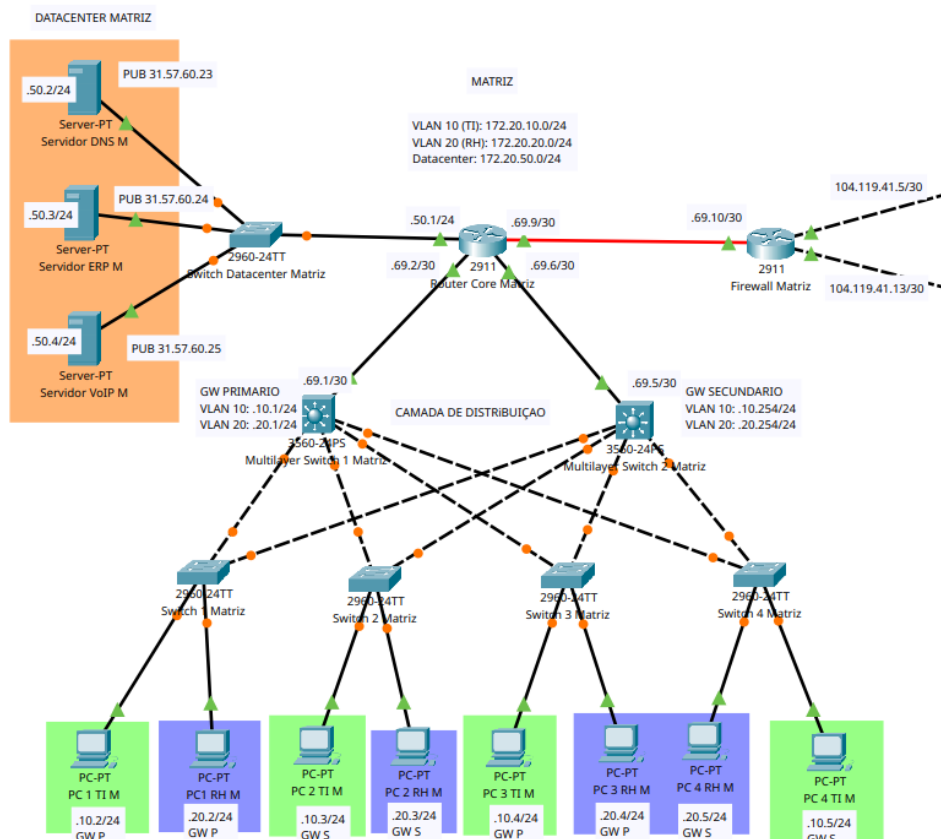 DATACENTER MATRIZ
PUB 31.57.60.23
.50.2/24
Server-PT
Servidor DNS M
MATRIZ
VLAN 10 (TI): 172.20.10.0/24
VLAN 20 (RH): 172.20.20.0/24
Datacenter: 172.20.50.0/24
PUB 31.57.60.24
.50.3/24
Server-PT
Servidor ERP M
2960-24TT
Switch Datacenter Matriz
.50.1/24
.69.9/30
.69.2/30
.69.6/30
2911
Router Core Matriz
.69.10/30
104.119.41.5/30
2911
Firewall Matriz
104.119.41.13/30
.50.4/24
PUB 31.57.60.25
Server-PT
Servidor VoIP M
GW PRIMARIO
VLAN 10: .10.1/24
VLAN 20: .20.1/24
.69.1/30
3560-24PS
Multilayer Switch 1 Matriz
CAMADA DE DISTRiBUIÇAO
.69.5/30
3560-24PS
Multilayer Switch 2 Matriz
GW SECUNDARIO
VLAN 10: .10.254/24
VLAN 20: .20.254/24
2960-24TT
Switch 1 Matriz
2960-24TT
Switch 2 Matriz
2960-24TT
Switch 3 Matriz
2960-24TT
Switch 4 Matriz
PC-PT
PC 1 TI M
.10.2/24
GW P
PC-PT
PC1 RH M
.20.2/24
GW P
PC-PT
PC 2 TI M
.10.3/24
GW S
PC-PT
PC 2 RH M
.20.3/24
GW S
PC-PT
PC 3 TI M
.10.4/24
GW P
PC-PT
PC 3 RH M
.20.4/24
GW P
PC-PT
PC 4 RH M
.20.5/24
GW S
PC-PT
PC 4 TI M
.10.5/24
GW S